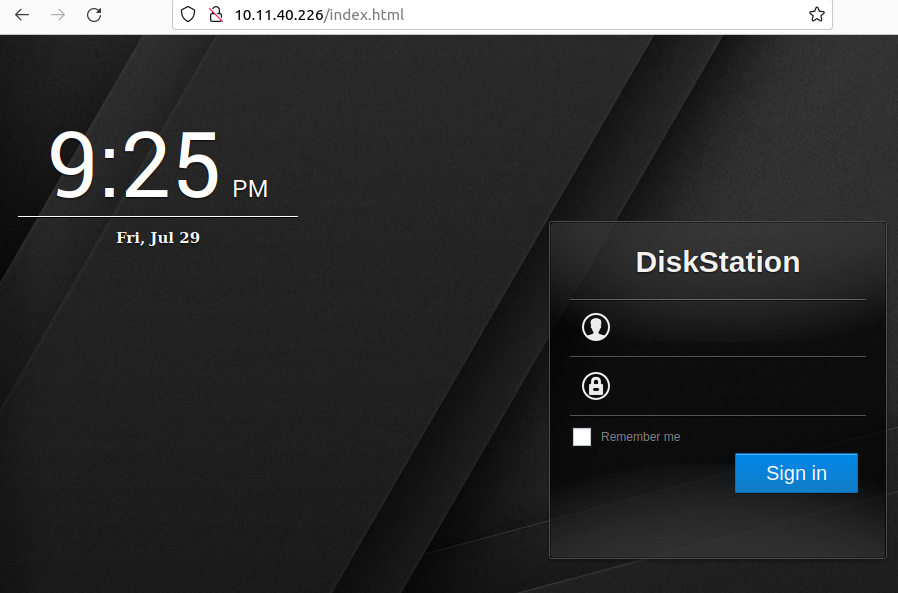 10.11.40.226/index.html
9:25 PM
Fri, Jul 29
DiskStation
Remember me
Sign in